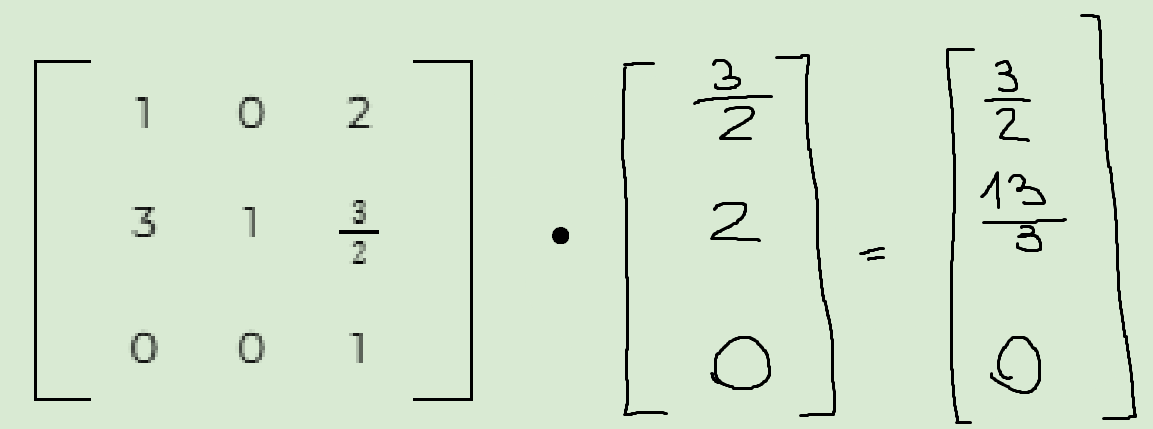 [1 0 2; 3 1 3/2; 0 0 1] • [3/2; 2; 0] = [3/2; 13/3; 0]